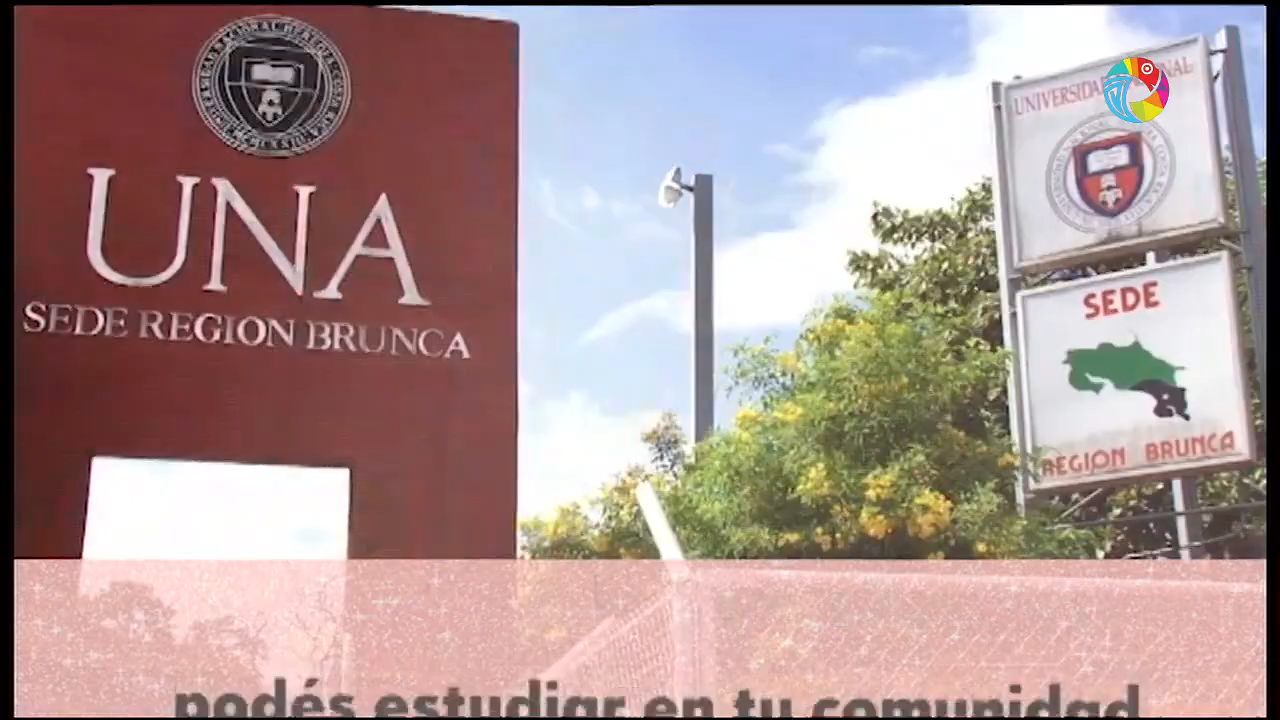 UNA
SEDE REGION BRUNCA
UNIVERSIDAD NACIONAL
SEDE
REGION BRUNCA
podés estudiar en tu comunidad